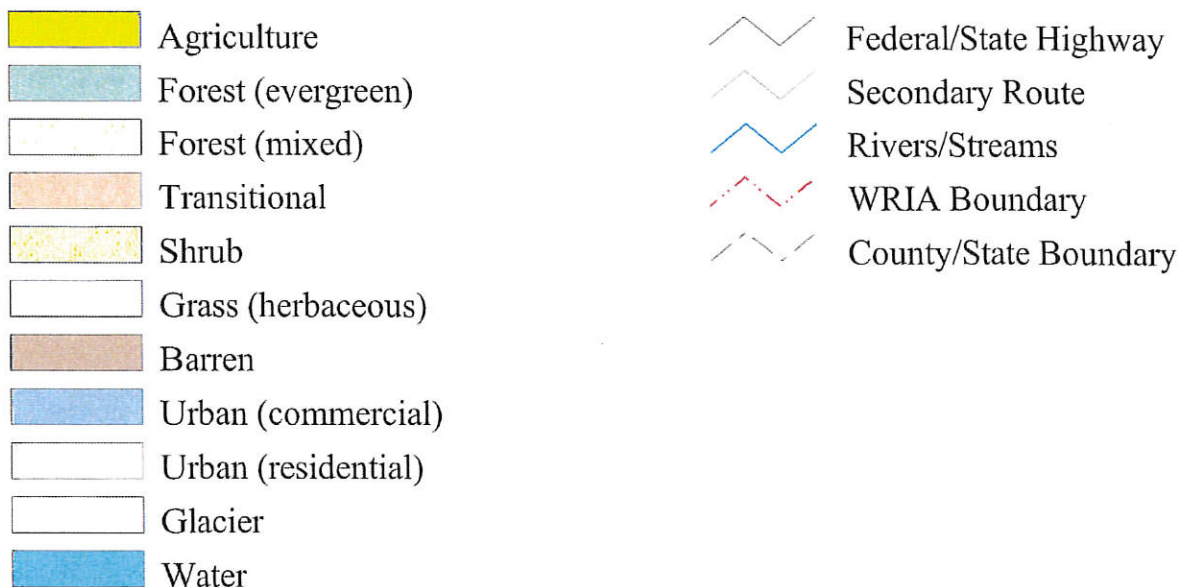 Agriculture
Forest (evergreen)
Forest (mixed)
Transitional
Shrub
Grass (herbaceous)
Barren
Urban (commercial)
Urban (residential)
Glacier
Water
Federal/State Highway
Secondary Route
Rivers/Streams
WRIA Boundary
County/State Boundary